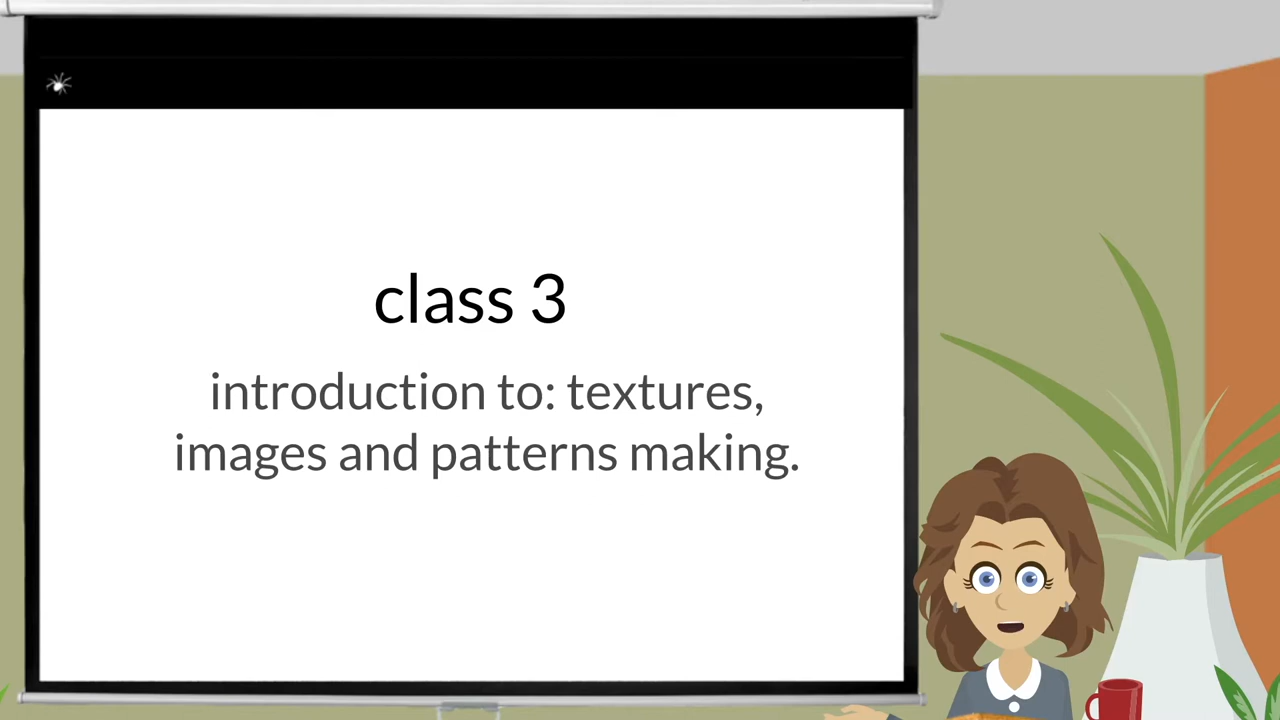 class 3
introduction to: textures,
images and patterns making.